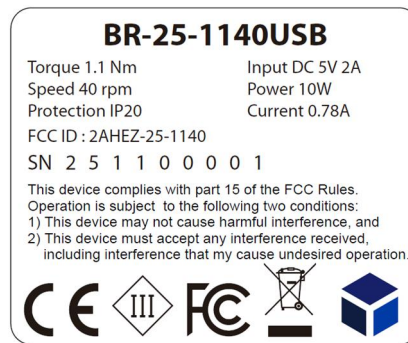 BR-25-1140USB
Torque 1.1 Nm Input DC 5V 2A
Speed 40 rpm Power 10W
Protection IP20 Current 0.78A
FCC ID : 2AHEZ-25-1140
SN 2 5 1 1 0 0 0 0 1
This device complies with part 15 of the FCC Rules.
Operation is subject to the following two conditions:
1) This device may not cause harmful interference, and
2) This device must accept any interference received,
including interference that my cause undesired operation.
CE III FC